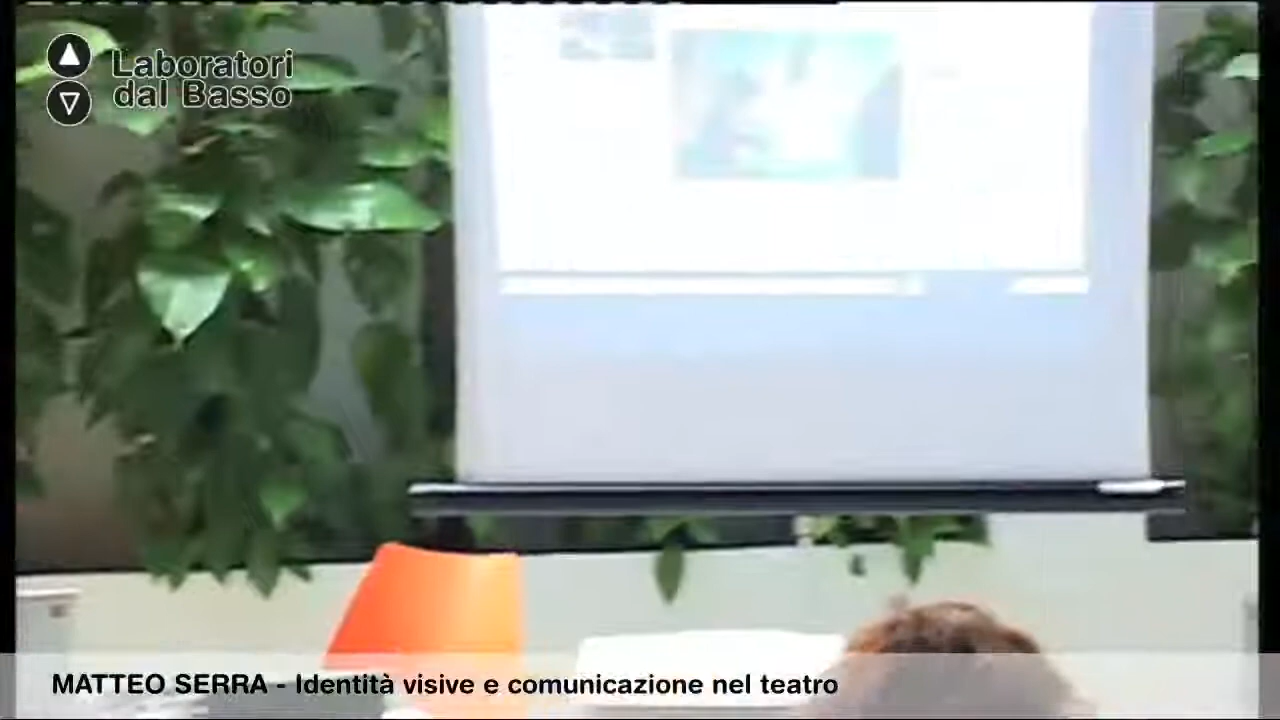 Laboratori
dal Basso
MATTEO SERRA - Identità visive e comunicazione nel teatro